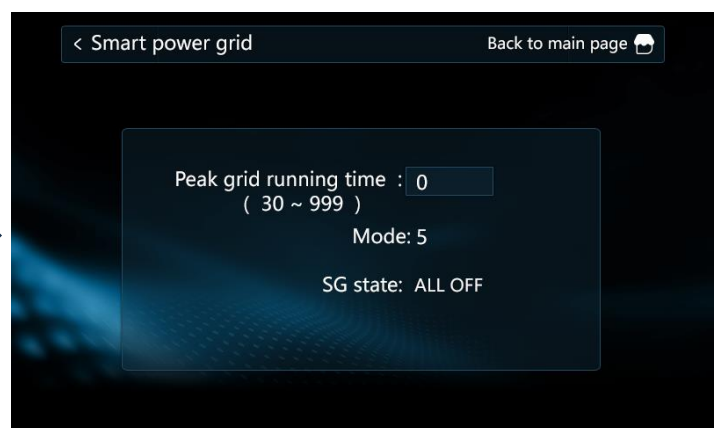 < Smart power grid Back to main page
Peak grid running time : 0
( 30 ~ 999 )
Mode: 5
SG state: ALL OFF